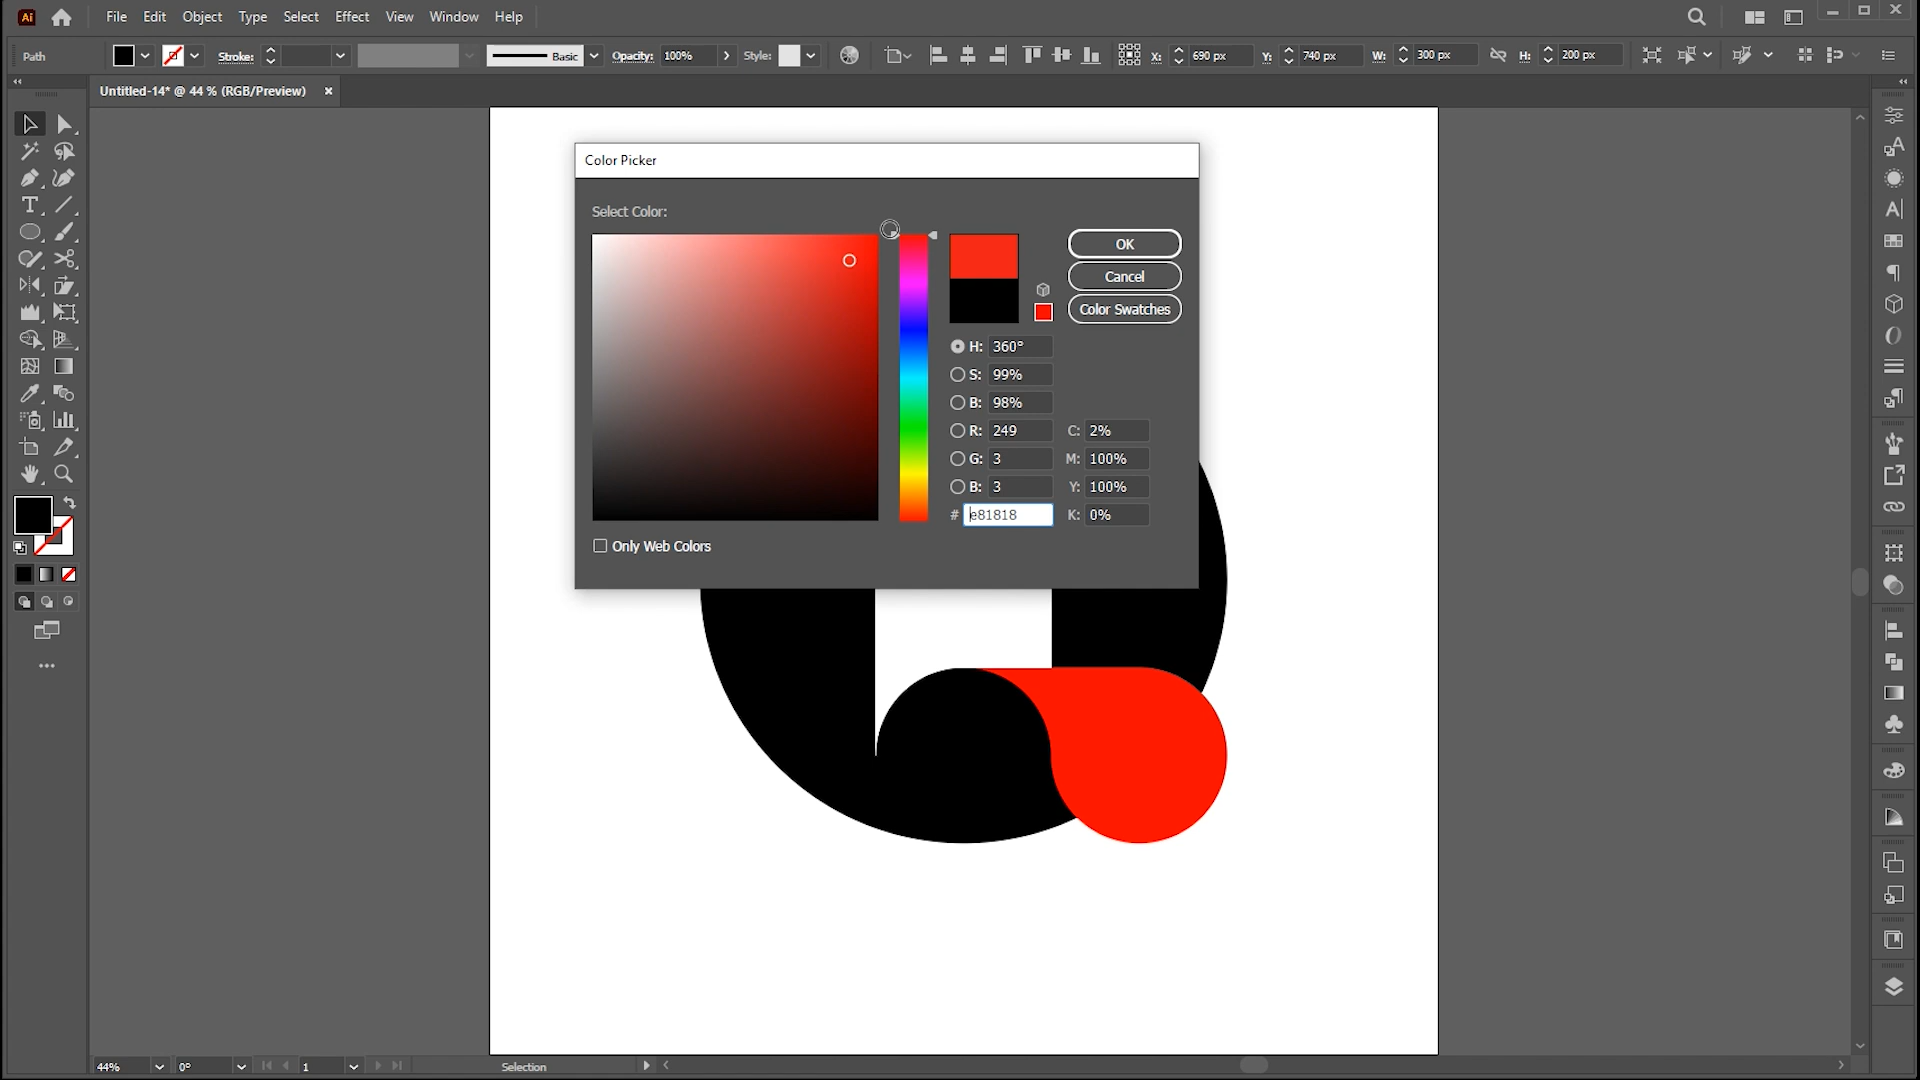 Ai File Edit Object Type Select Effect View Window Help
Path Stroke: Basic Opacity: 100% Style: X: 690 px Y: 740 px W: 300 px H: 200 px
Untitled-14* @ 44 % (RGB/Preview) ×
Color Picker
Select Color:
OK
Cancel
Color Swatches
H: 360°
S: 99%
B: 98%
R: 249 C: 2%
G: 3 M: 100%
B: 3 Y: 100%
# e81818 K: 0%
Only Web Colors
44% 0° 1 Selection